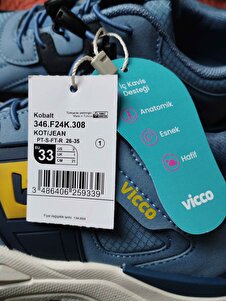 Kobalt
346.F24K.308
KOT/JEAN
PT-S-FT-R 26-35
33
1
3 486406 259339
İç Kavis
Desteği
Anatomik
Esnek
Hafif
vicco
vicco